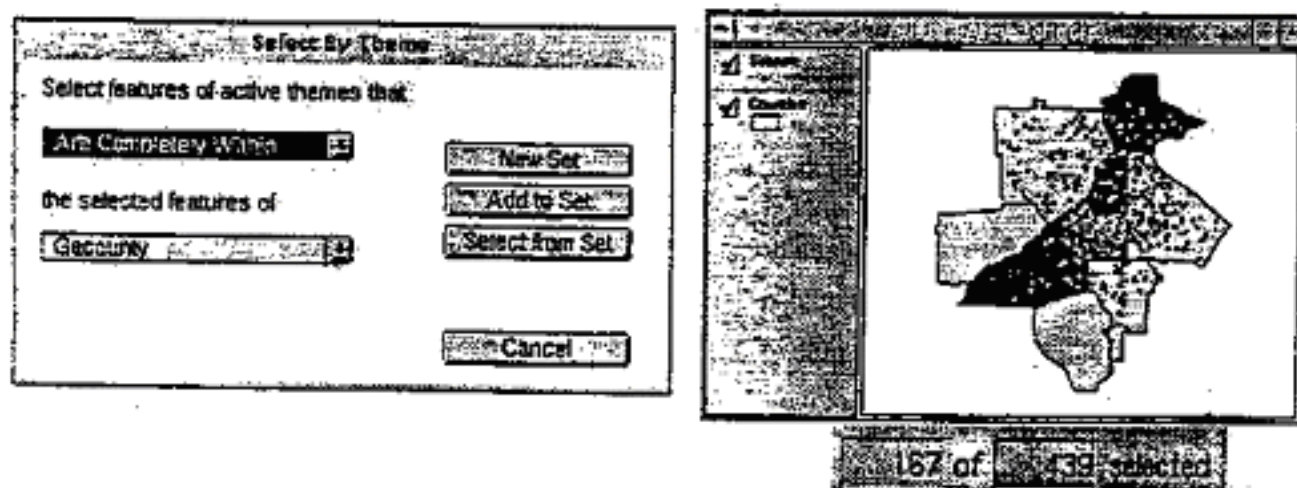 Select By Theme
Select features of active themes that
Are Completely Within
New Set
the selected features of
Add to Set
Gacounty
Select from Set
Cancel
167 of 439 selected